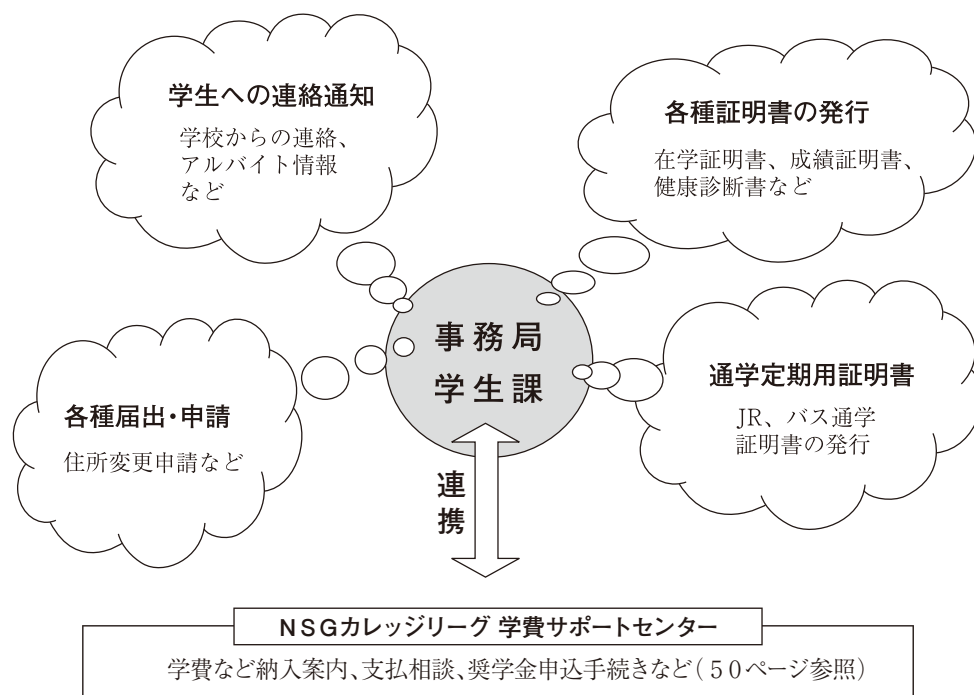 学生への連絡通知
学校からの連絡、
アルバイト情報
など
各種証明書の発行
在学証明書、成績証明書、
健康診断書など
事務局
学生課
各種届出・申請
住所変更申請など
通学定期用証明書
JR、バス通学
証明書の発行
連携
NSGカレッジリーグ 学費サポートセンター
学費など納入案内、支払相談、奨学金申込手続きなど(50ページ参照)